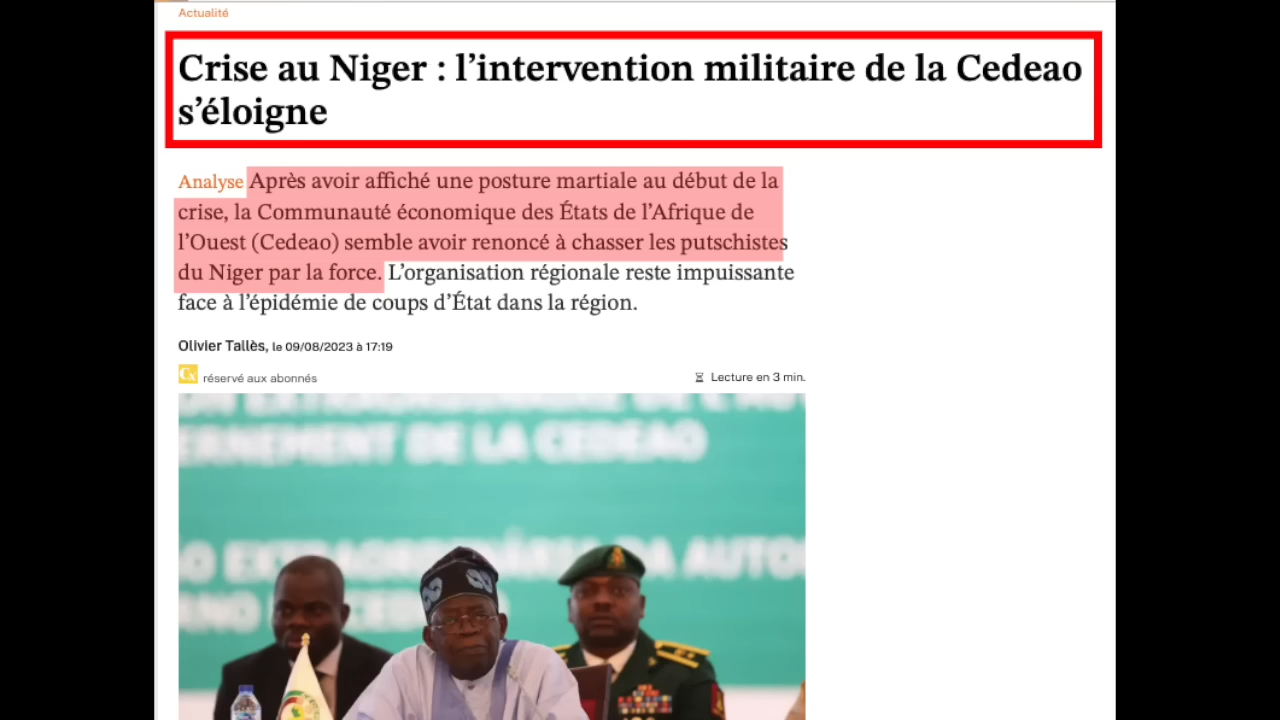 Actualité
Crise au Niger : l’intervention militaire de la Cedeao
s’éloigne
Analyse Après avoir affiché une posture martiale au début de la
crise, la Communauté économique des États de l’Afrique de
l’Ouest (Cedeao) semble avoir renoncé à chasser les putschistes
du Niger par la force. L’organisation régionale reste impuissante
face à l’épidémie de coups d’État dans la région.
Olivier Tallès, le 09/08/2023 à 17:19
Cx réservé aux abonnés
Lecture en 3 min.
ERNEMENT DE LA CEDEAO